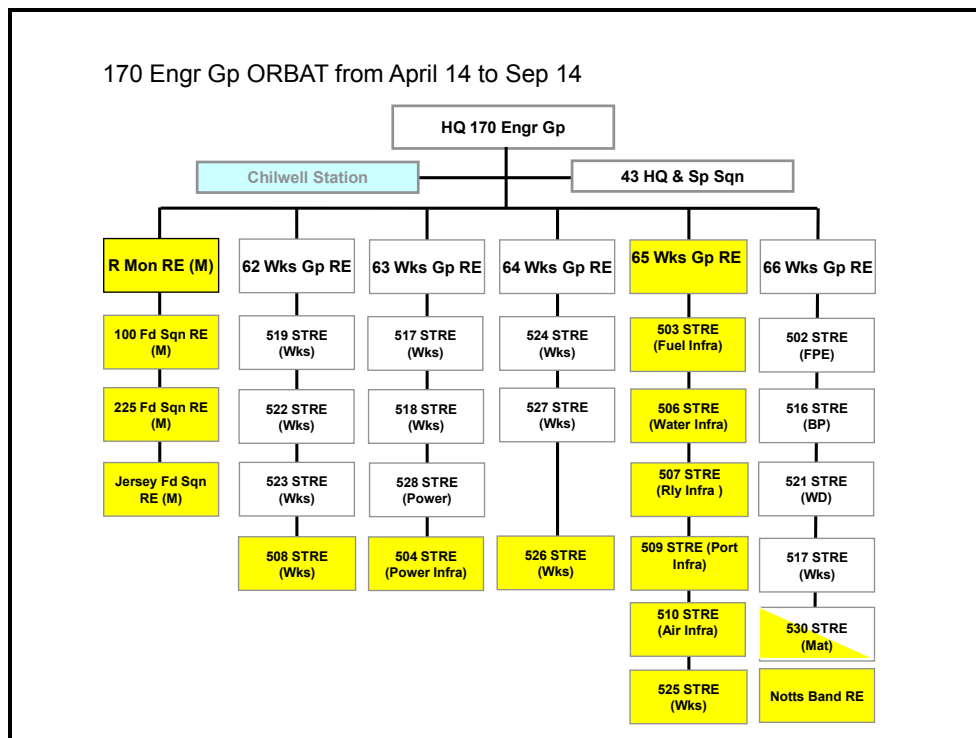 170 Engr Gp ORBAT from April 14 to Sep 14
HQ 170 Engr Gp
Chilwell Station
43 HQ & Sp Sqn
R Mon RE (M)
62 Wks Gp RE
63 Wks Gp RE
64 Wks Gp RE
65 Wks Gp RE
66 Wks Gp RE
100 Fd Sqn RE
(M)
519 STRE
(Wks)
517 STRE
(Wks)
524 STRE
(Wks)
503 STRE
(Fuel Infra)
502 STRE
(FPE)
225 Fd Sqn RE
(M)
522 STRE
(Wks)
518 STRE
(Wks)
527 STRE
(Wks)
506 STRE
(Water Infra)
516 STRE
(BP)
Jersey Fd Sqn
RE (M)
523 STRE
(Wks)
528 STRE
(Power)
507 STRE
(Rly Infra )
521 STRE
(WD)
508 STRE
(Wks)
504 STRE
(Power Infra)
526 STRE
(Wks)
509 STRE (Port
Infra)
517 STRE
(Wks)
510 STRE
(Air Infra)
530 STRE
(Mat)
525 STRE
(Wks)
Notts Band RE